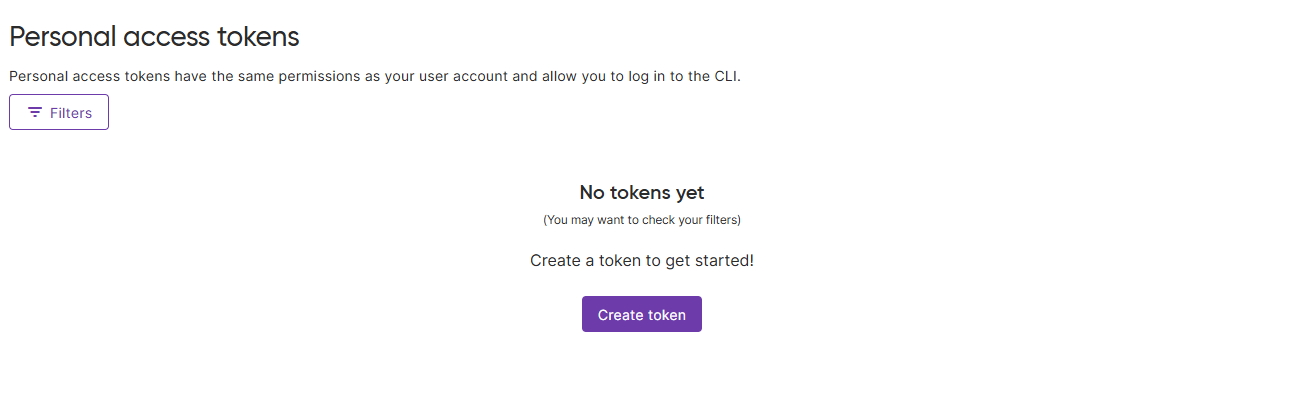 Personal access tokens
Personal access tokens have the same permissions as your user account and allow you to log in to the CLI.
Filters
No tokens yet
(You may want to check your filters)
Create a token to get started!
Create token